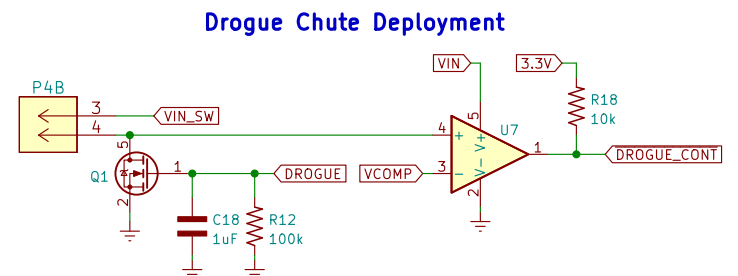 Drogue Chute Deployment
VIN
3.3V
P4B
3
VIN_SW
4
5
Q1
1
2
DROGUE
C18
1uF
R12
100k
VCOMP
4
+
3
-
5
V+
V-
2
U7
1
R18
10k
DROGUE_CONT